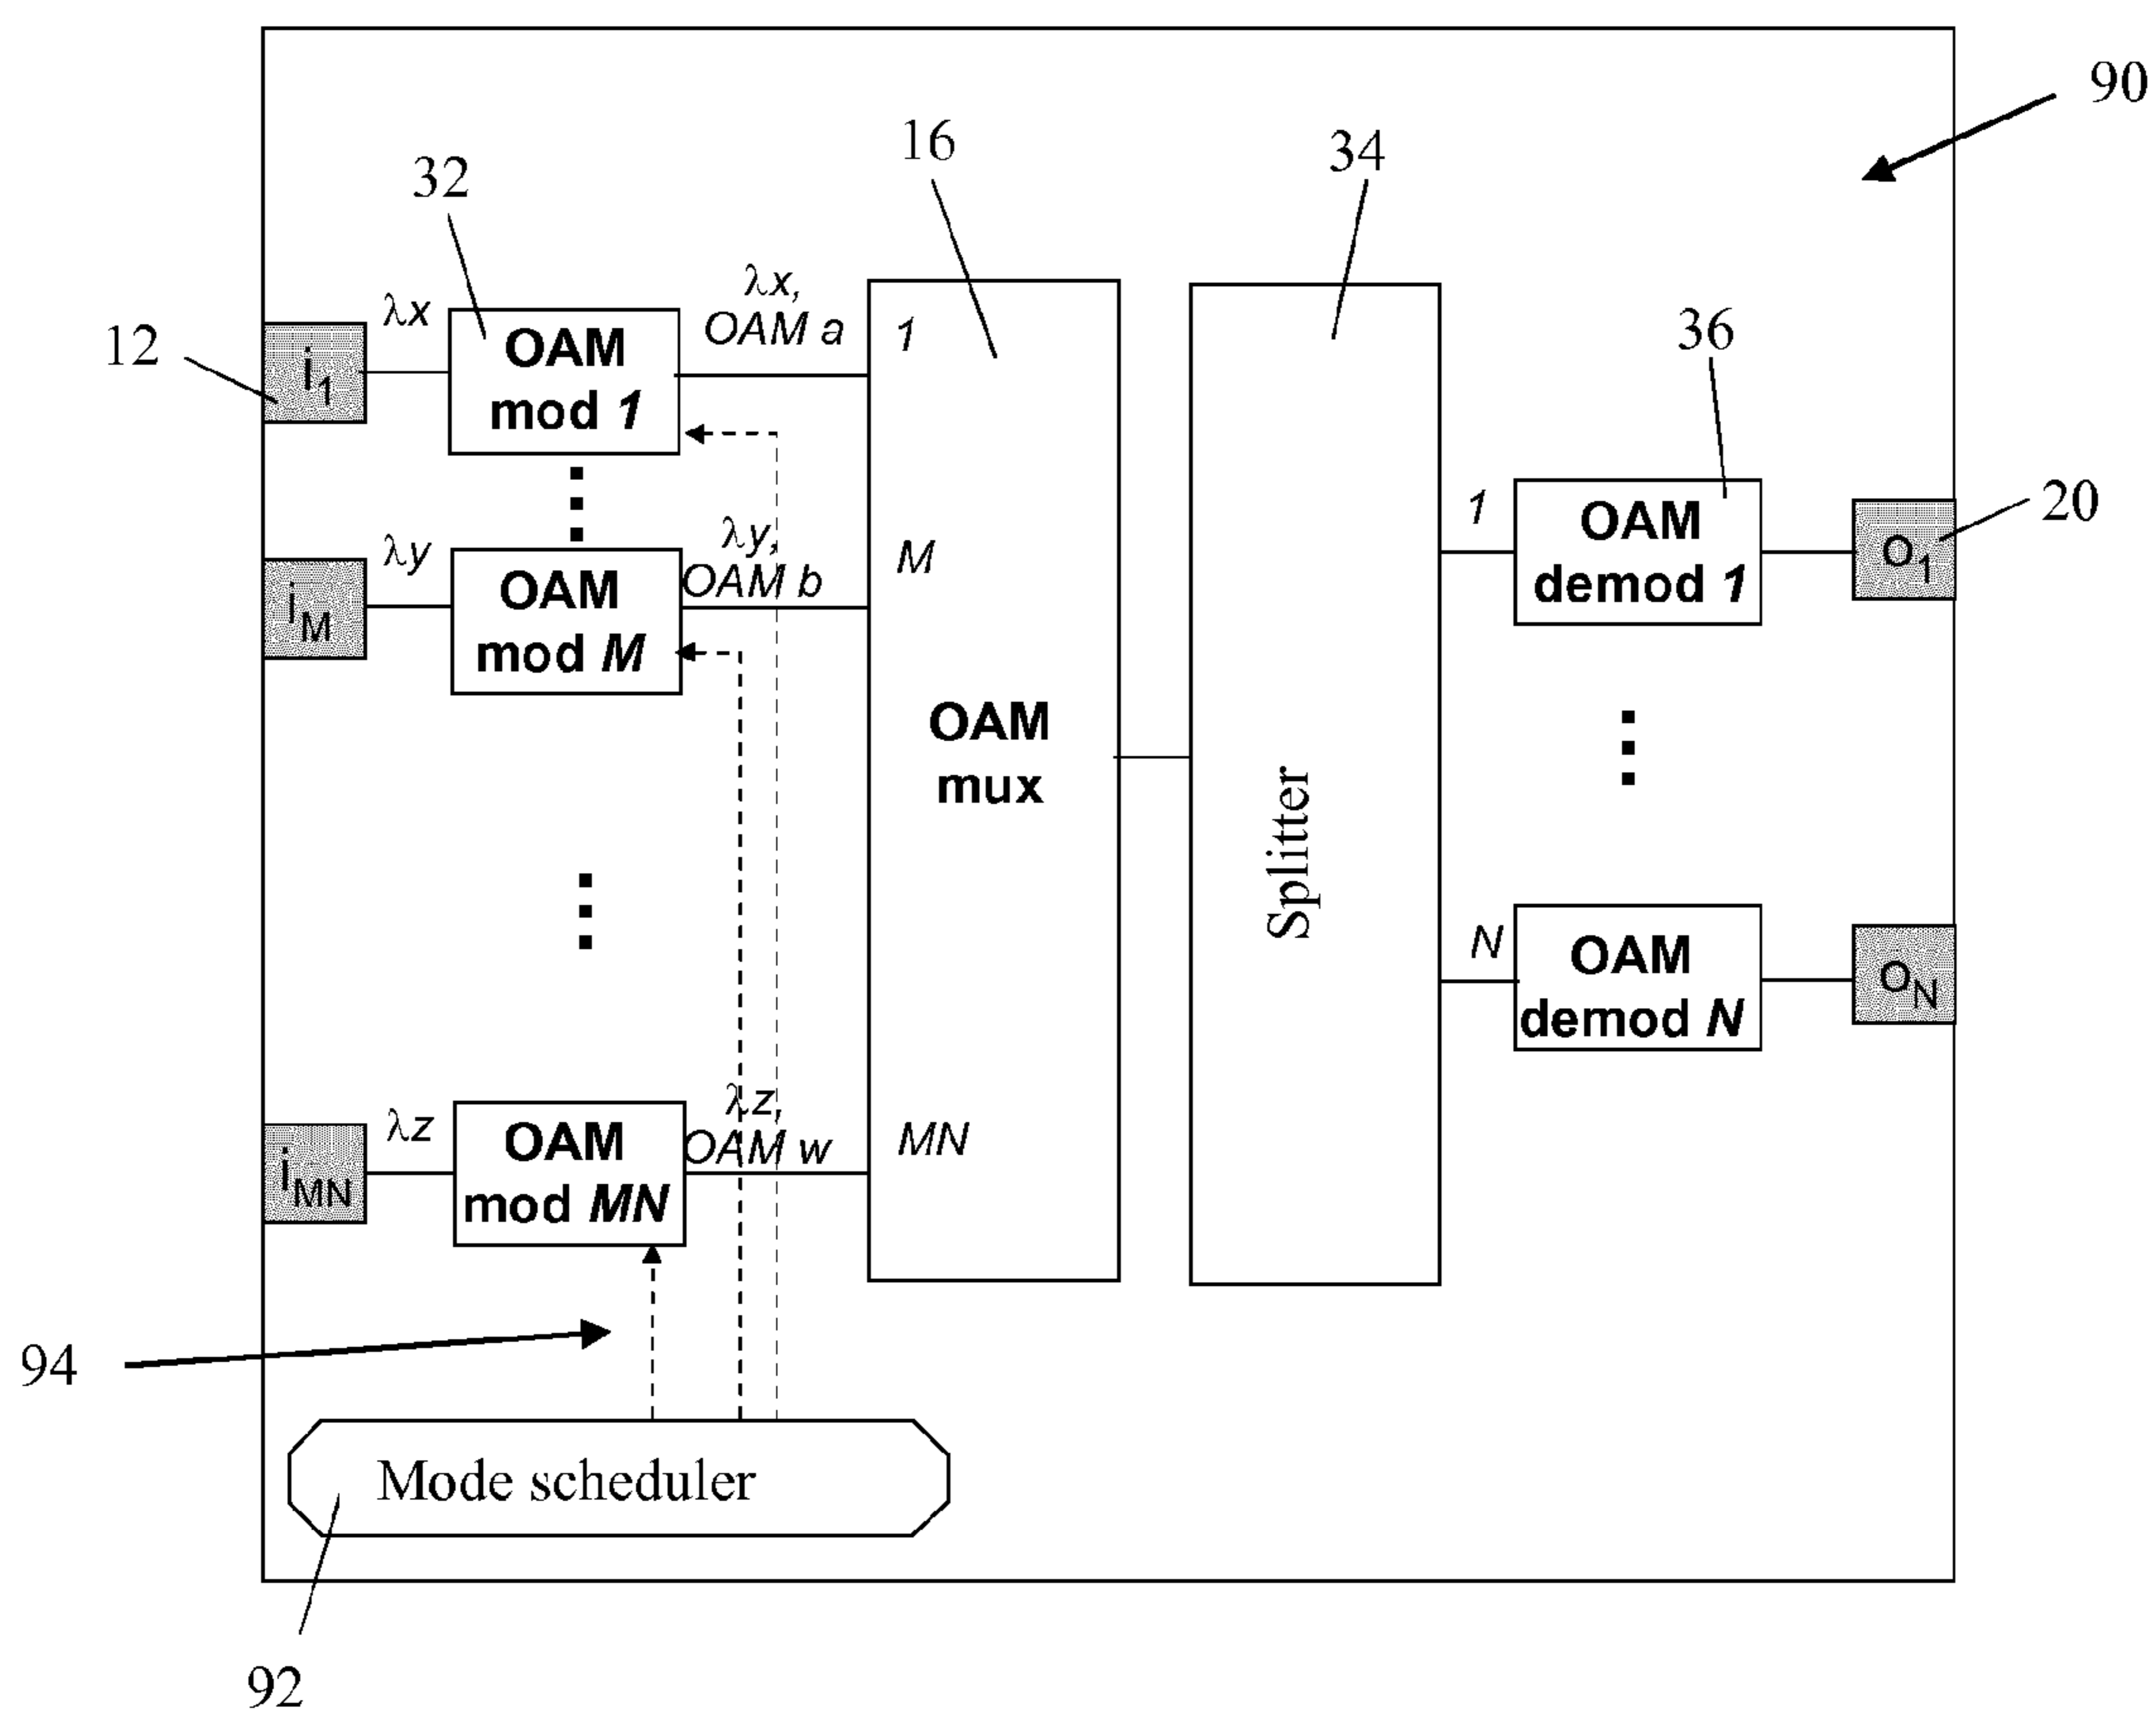 90
16
34
32
λx,
OAM a
λx
12
i1
OAM
mod 1
1
36
λy,
OAM b
λy
iM
OAM
mod M
M
1
OAM
demod 1
o1
20
OAM
mux
Splitter
N
OAM
demod N
oN
λz,
OAM w
λz
iMN
OAM
mod MN
MN
94
Mode scheduler
92